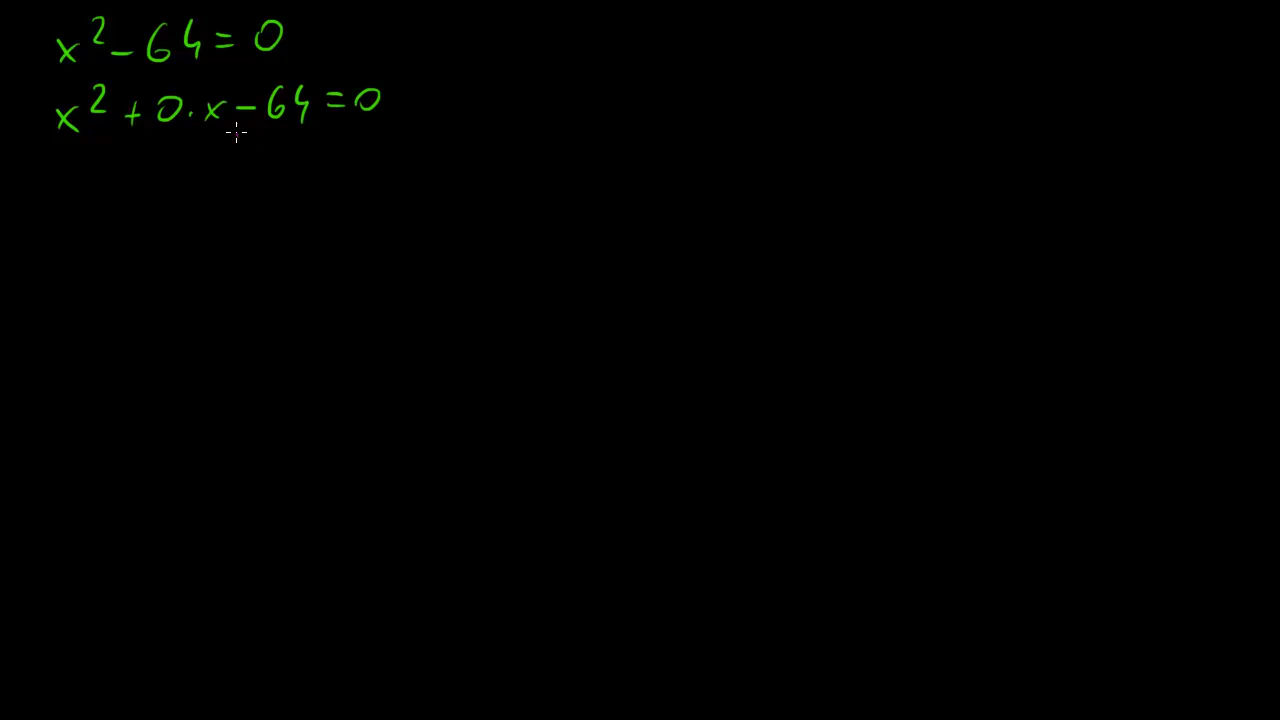 x² – 64 = 0
x² + 0 · x – 64 = 0